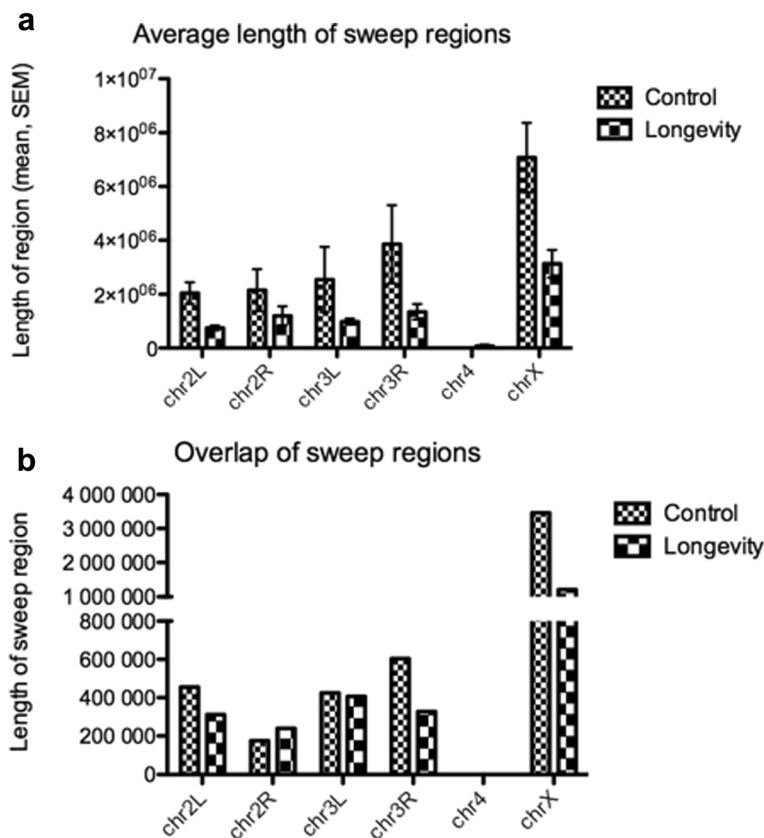 a
Average length of sweep regions
Length of region (mean, SEM)
1×10⁰⁷
8×10⁰⁶
6×10⁰⁶
4×10⁰⁶
2×10⁰⁶
0
chr2L
chr2R
chr3L
chr3R
chr4
chrX
Control
Longevity
b
Overlap of sweep regions
Length of sweep region
4 000 000
3 000 000
2 000 000
1 000 000
800 000
600 000
400 000
200 000
0
chr2L
chr2R
chr3L
chr3R
chr4
chrX
Control
Longevity